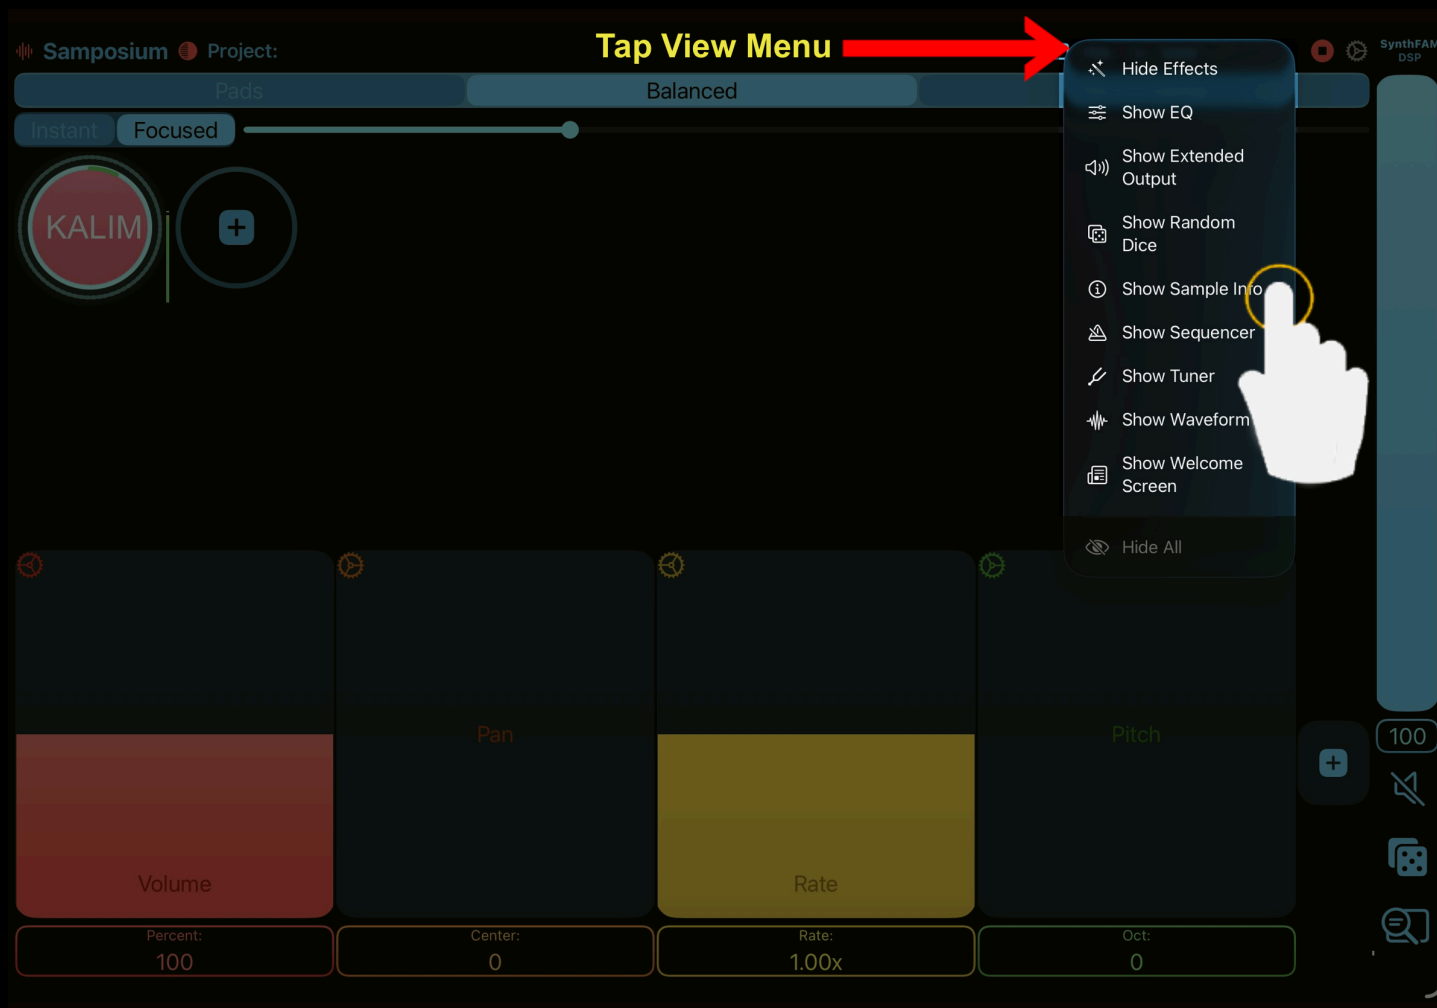 Tap View Menu
Samposium Project:
SynthFAM
DSP
Pads
Balanced
Instant
Focused
KALIM
Hide Effects
Show EQ
Show Extended
Output
Show Random
Dice
Show Sample Info
Show Sequencer
Show Tuner
Show Waveform
Show Welcome
Screen
Hide All
Volume
Pan
Rate
Pitch
100
Percent:
100
Center:
0
Rate:
1.00x
Oct:
0